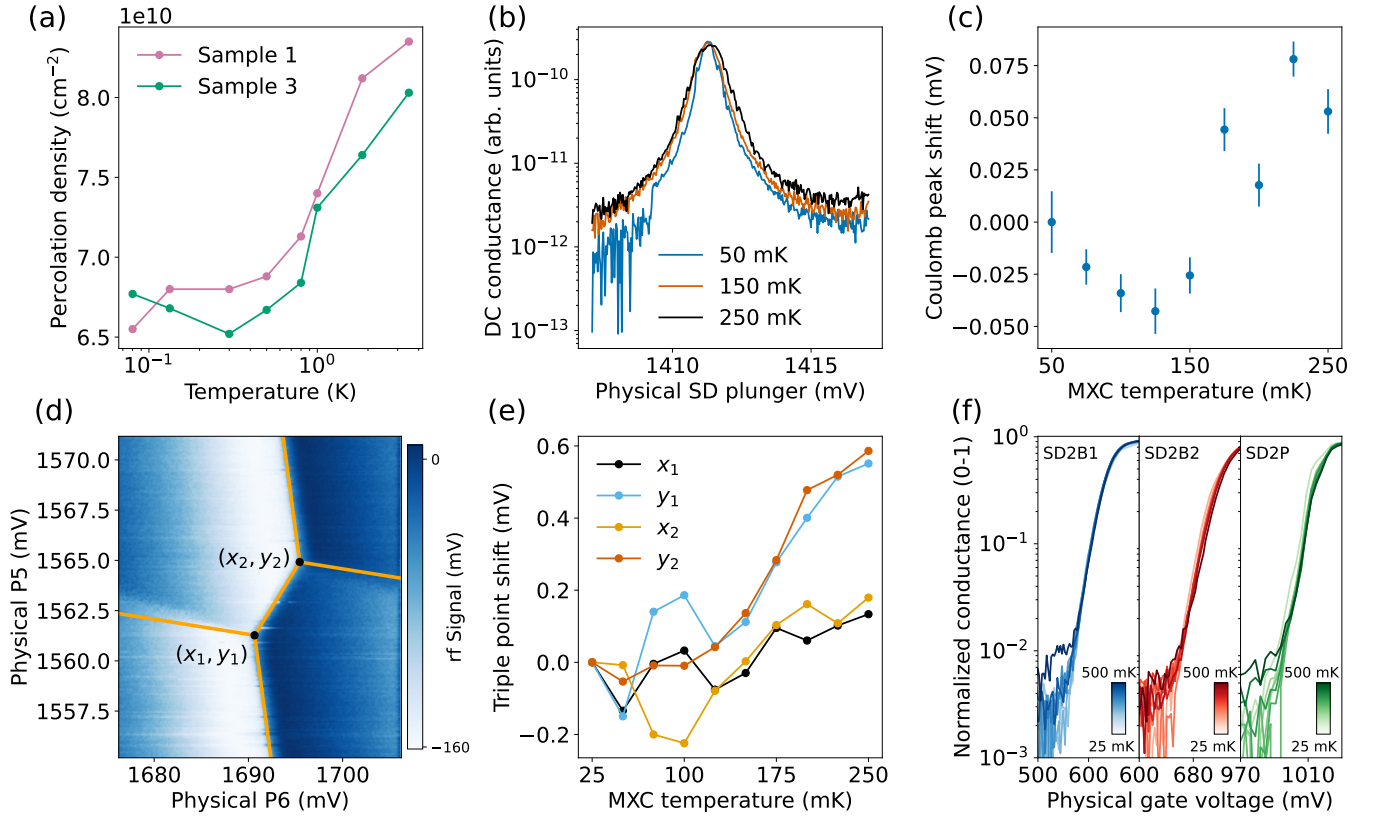 (a)
1e10
Percolation density (cm⁻²)
8.0
7.5
7.0
6.5
Sample 1
Sample 3
10⁻¹
10⁰
Temperature (K)
(b)
DC conductance (arb. units)
10⁻¹⁰
10⁻¹¹
10⁻¹²
10⁻¹³
50 mK
150 mK
250 mK
1410
1415
Physical SD plunger (mV)
(c)
Coulomb peak shift (mV)
0.075
0.050
0.025
0.000
−0.025
−0.050
50
150
250
MXC temperature (mK)
(d)
Physical P5 (mV)
1570.0
1567.5
1565.0
1562.5
1560.0
1557.5
(x₂, y₂)
(x₁, y₁)
1680
1690
1700
Physical P6 (mV)
0
−160
rf Signal (mV)
(e)
Triple point shift (mV)
0.6
0.4
0.2
0.0
−0.2
x₁
y₁
x₂
y₂
25
100
175
250
MXC temperature (mK)
(f)
Normalized conductance (0-1)
10⁰
10⁻¹
10⁻²
10⁻³
SD2B1
SD2B2
SD2P
500 mK
25 mK
500 mK
25 mK
500 mK
25 mK
500
600
600
680
970
1010
Physical gate voltage (mV)